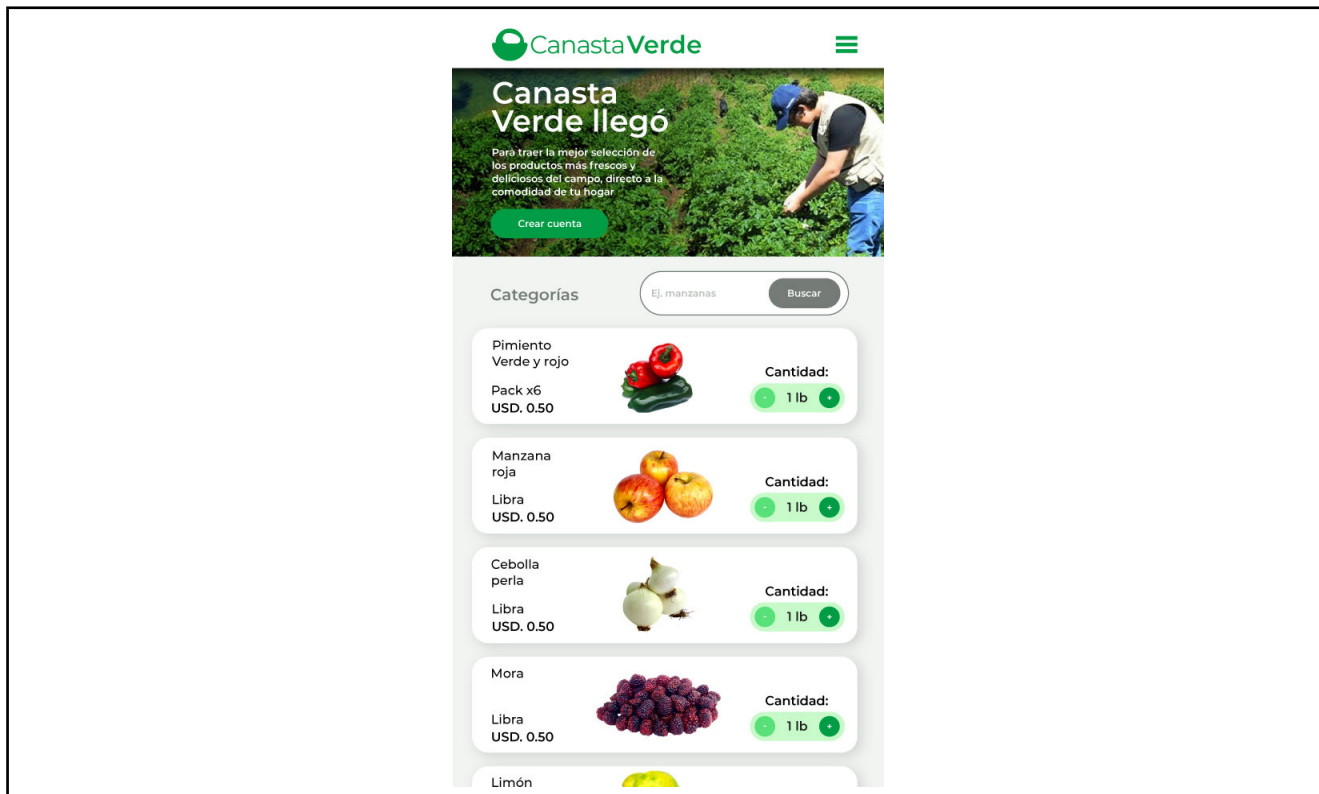 CanastaVerde
Canasta
Verde llegó
Para traer la mejor selección de
los productos más frescos y
deliciosos del campo, directo a la
comodidad de tu hogar
Crear cuenta
Categorías
Ej. manzanas
Buscar
Pimiento
Verde y rojo
Pack x6
USD. 0.50
Cantidad:
- 1 lb +
Manzana
roja
Libra
USD. 0.50
Cantidad:
- 1 lb +
Cebolla
perla
Libra
USD. 0.50
Cantidad:
- 1 lb +
Mora
Libra
USD. 0.50
Cantidad:
- 1 lb +
Limón